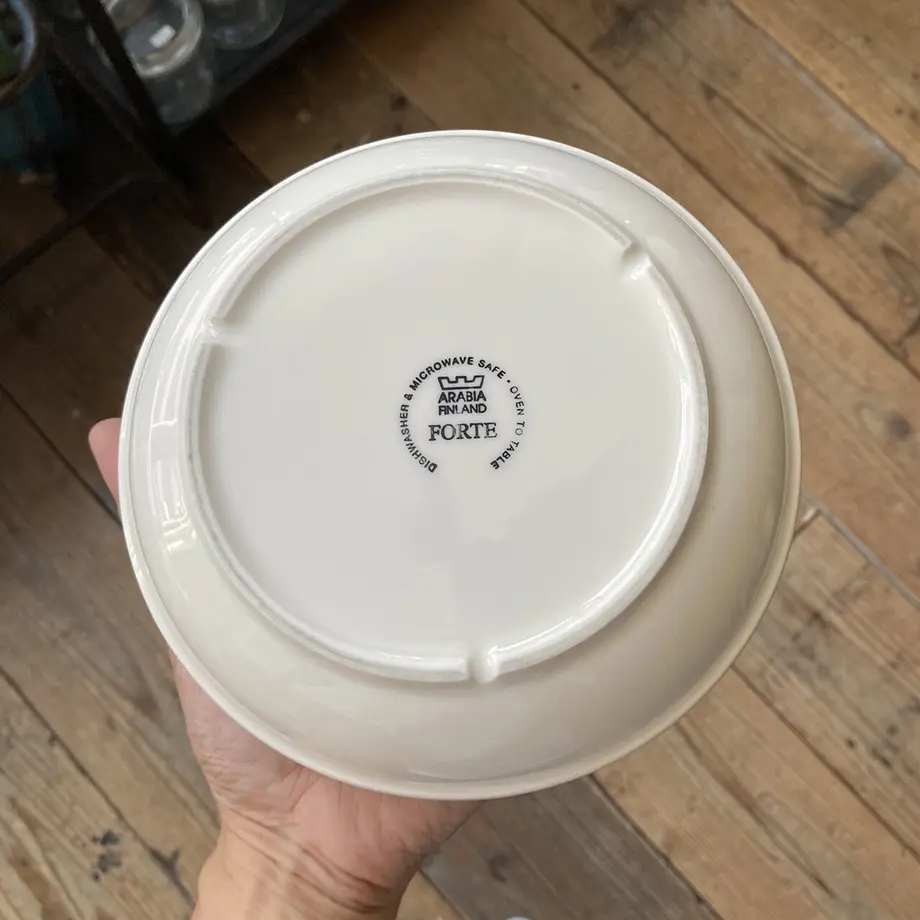 DISHWASHER & MICROWAVE SAFE • OVEN TO TABLE
ARABIA
FINLAND
FORTE